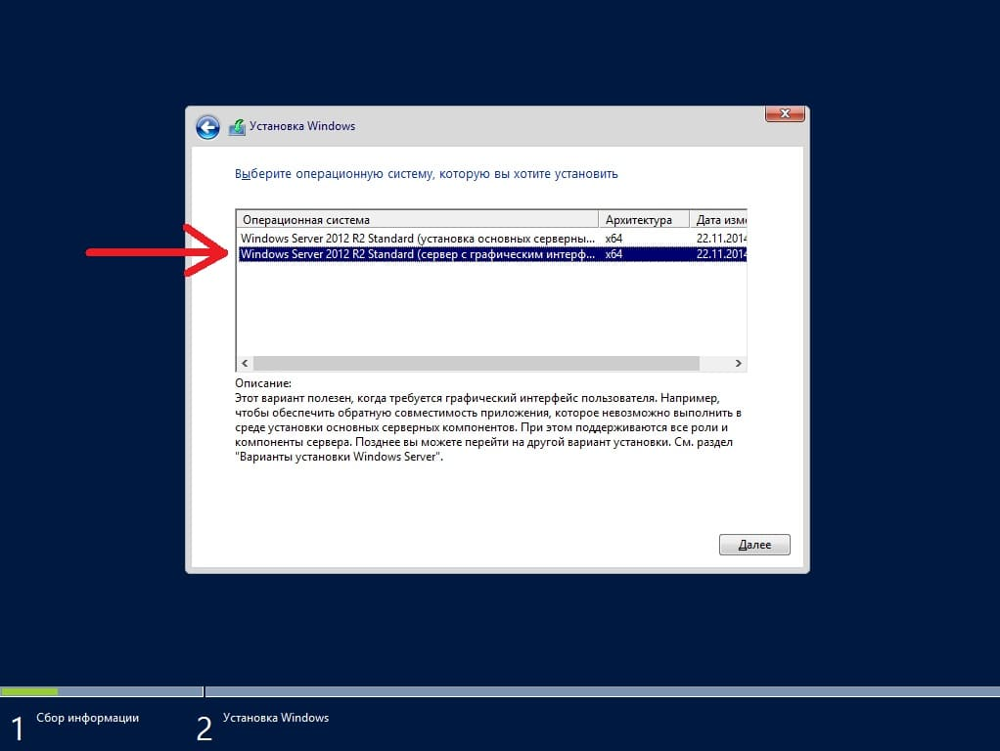 Установка Windows
Выберите операционную систему, которую вы хотите установить
Операционная система Архитектура Дата изме
Windows Server 2012 R2 Standard (установка основных серверны... x64 22.11.2014
Windows Server 2012 R2 Standard (сервер с графическим интерф... x64 22.11.2014
Описание:
Этот вариант полезен, когда требуется графический интерфейс пользователя. Например,
чтобы обеспечить обратную совместимость приложения, которое невозможно выполнить в
среде установки основных серверных компонентов. При этом поддерживаются все роли и
компоненты сервера. Позднее вы можете перейти на другой вариант установки. См. раздел
"Варианты установки Windows Server".
Далее
1 Сбор информации
2 Установка Windows